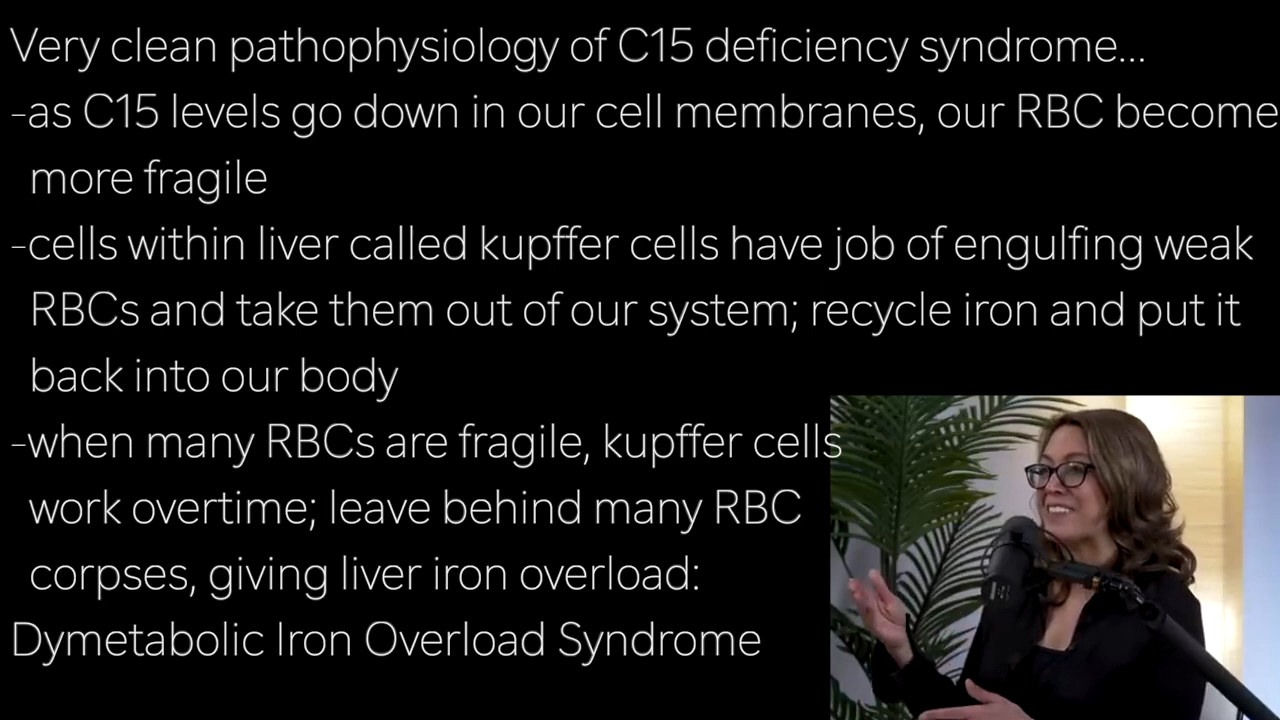 Very clean pathophysiology of C15 deficiency syndrome...
-as C15 levels go down in our cell membranes, our RBC become
more fragile
-cells within liver called kupffer cells have job of engulfing weak
RBCs and take them out of our system; recycle iron and put it
back into our body
-when many RBCs are fragile, kupffer cells
work overtime; leave behind many RBC
corpses, giving liver iron overload:
Dymetabolic Iron Overload Syndrome